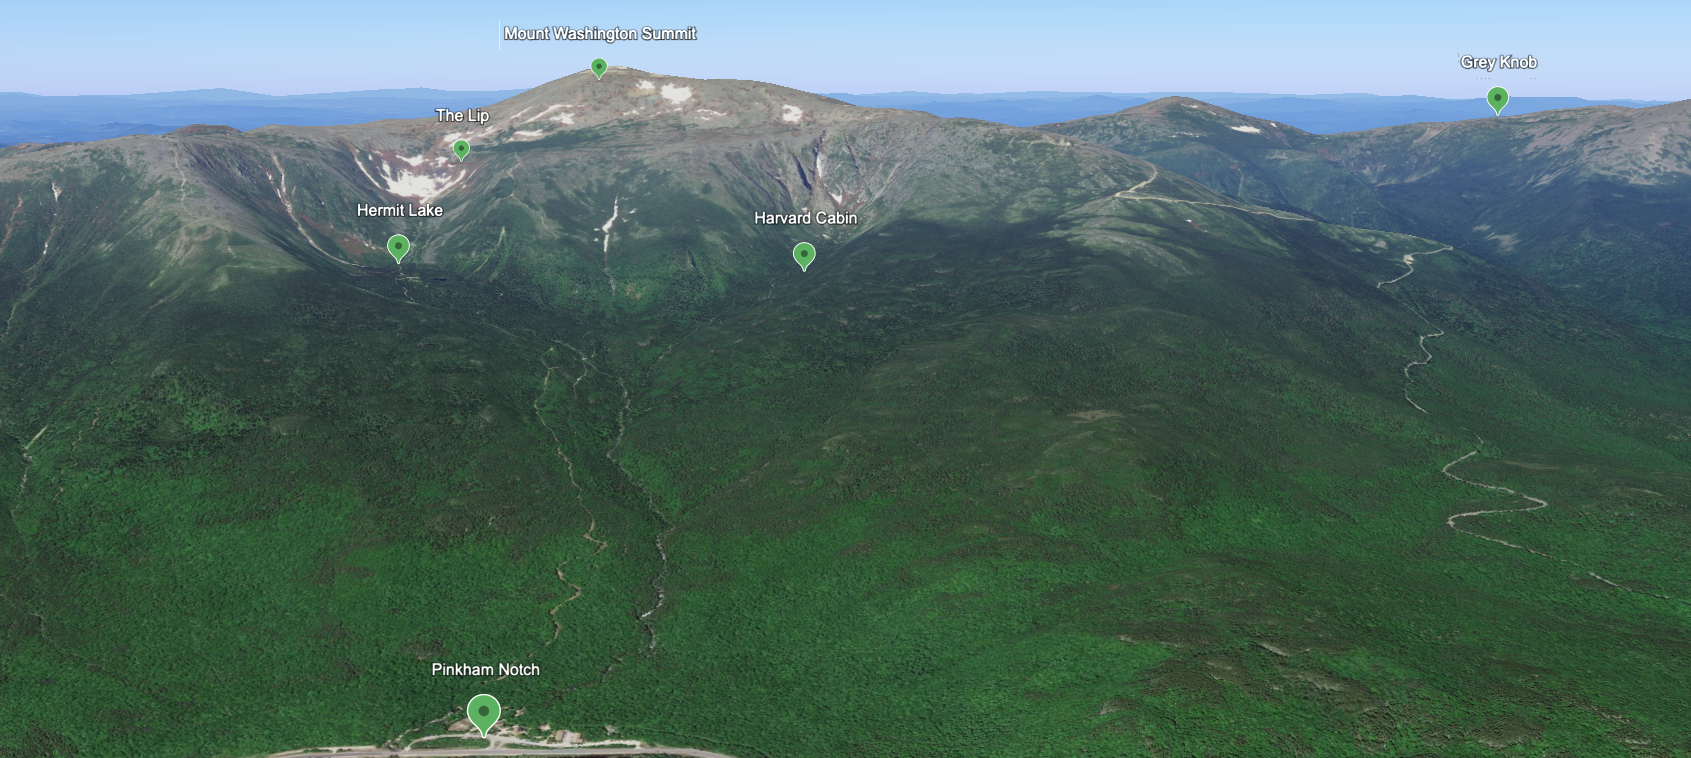 Mount Washington Summit
Grey Knob
The Lip
Hermit Lake
Harvard Cabin
Pinkham Notch